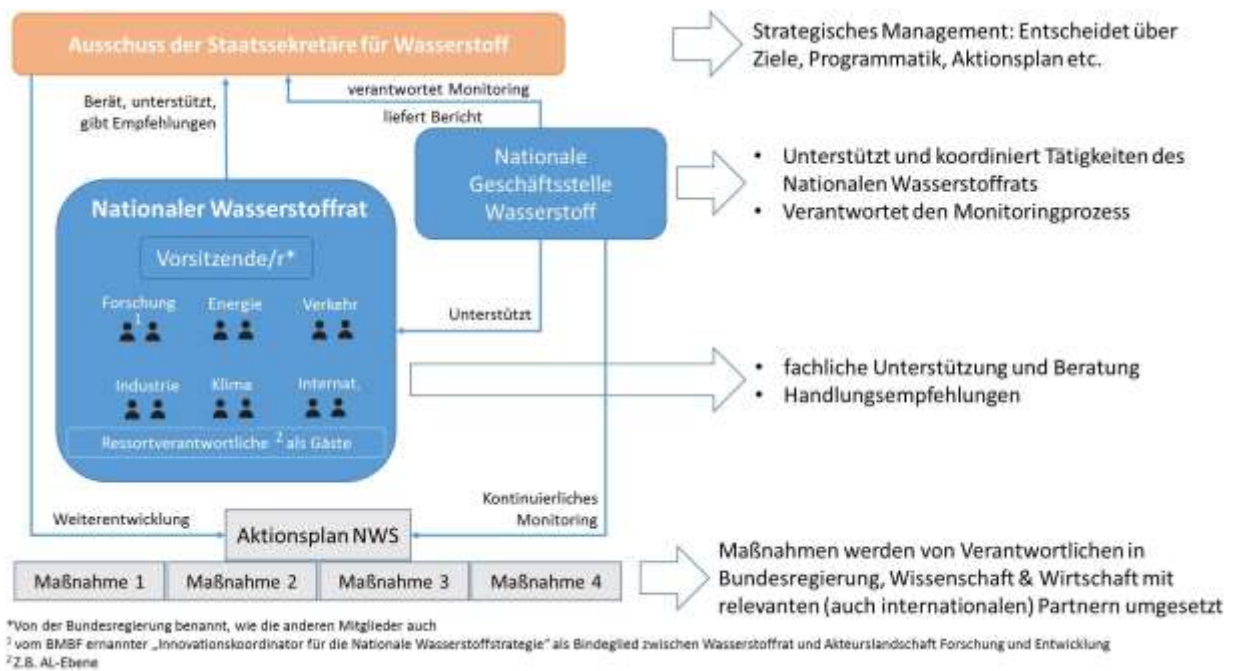 Ausschuss der Staatssekretäre für Wasserstoff
Strategisches Management: Entscheidet über
Ziele, Programmatik, Aktionsplan etc.
Berät, unterstützt,
gibt Empfehlungen
verantwortet Monitoring
liefert Bericht
Nationale
Geschäftsstelle
Wasserstoff
• Unterstützt und koordiniert Tätigkeiten des
Nationalen Wasserstoffrats
• Verantwortet den Monitoringprozess
Nationaler Wasserstoffrat
Vorsitzende/r*
Forschung
1
Energie
Verkehr
Industrie
Klima
Internat.
Ressortverantwortliche 2 als Gäste
Unterstützt
• fachliche Unterstützung und Beratung
• Handlungsempfehlungen
Weiterentwicklung
Kontinuierliches
Monitoring
Aktionsplan NWS
Maßnahme 1
Maßnahme 2
Maßnahme 3
Maßnahme 4
Maßnahmen werden von Verantwortlichen in
Bundesregierung, Wissenschaft & Wirtschaft mit
relevanten (auch internationalen) Partnern umgesetzt
*Von der Bundesregierung benannt, wie die anderen Mitglieder auch
1 vom BMBF ernannter „Innovationskoordinator für die Nationale Wasserstoffstrategie" als Bindeglied zwischen Wasserstoffrat und Akteurslandschaft Forschung und Entwicklung
2 Z.B. AL-Ebene